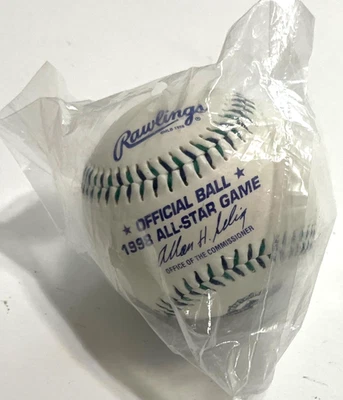 Rawlings®
★ OFFICIAL BALL ★
1998 ALL-STAR GAME
Allan H. Selig
OFFICE OF THE COMMISSIONER